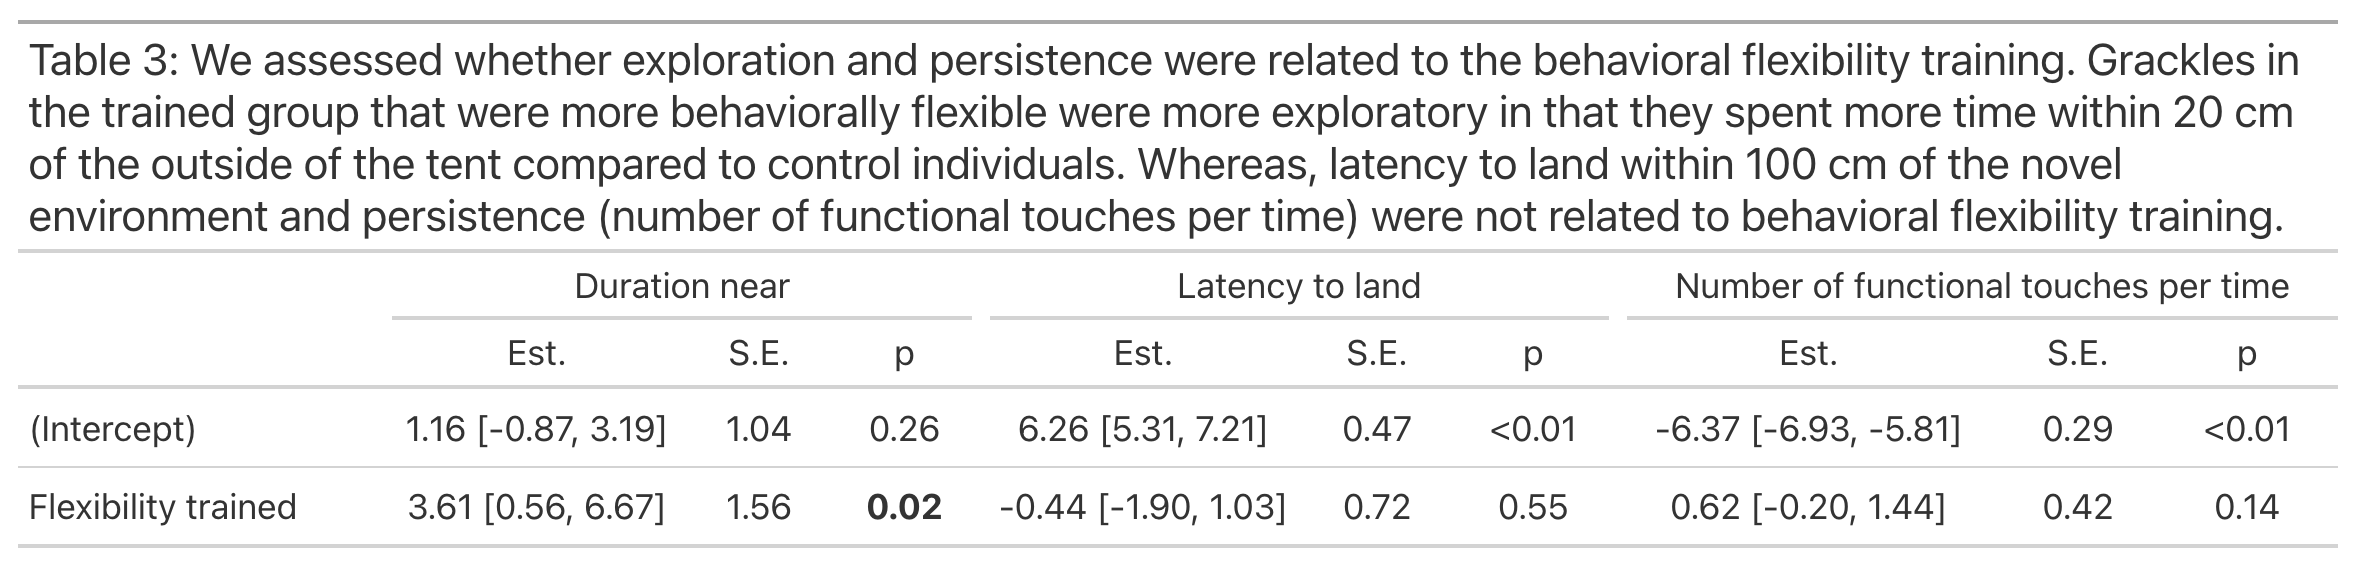 Table 3: We assessed whether exploration and persistence were related to the behavioral flexibility training. Grackles in
the trained group that were more behaviorally flexible were more exploratory in that they spent more time within 20 cm
of the outside of the tent compared to control individuals. Whereas, latency to land within 100 cm of the novel
environment and persistence (number of functional touches per time) were not related to behavioral flexibility training.
Duration near Latency to land Number of functional touches per time
Est. S.E. p Est. S.E. p Est. S.E. p
(Intercept) 1.16 [-0.87, 3.19] 1.04 0.26 6.26 [5.31, 7.21] 0.47 <0.01 -6.37 [-6.93, -5.81] 0.29 <0.01
Flexibility trained 3.61 [0.56, 6.67] 1.56 0.02 -0.44 [-1.90, 1.03] 0.72 0.55 0.62 [-0.20, 1.44] 0.42 0.14